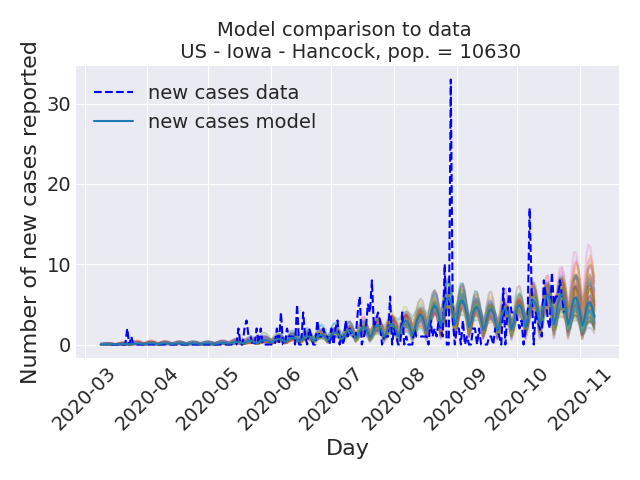 Model comparison to data
US - Iowa - Hancock, pop. = 10630
Number of new cases reported
30
20
10
0
new cases data
new cases model
2020-03
2020-04
2020-05
2020-06
2020-07
2020-08
2020-09
2020-10
2020-11
Day